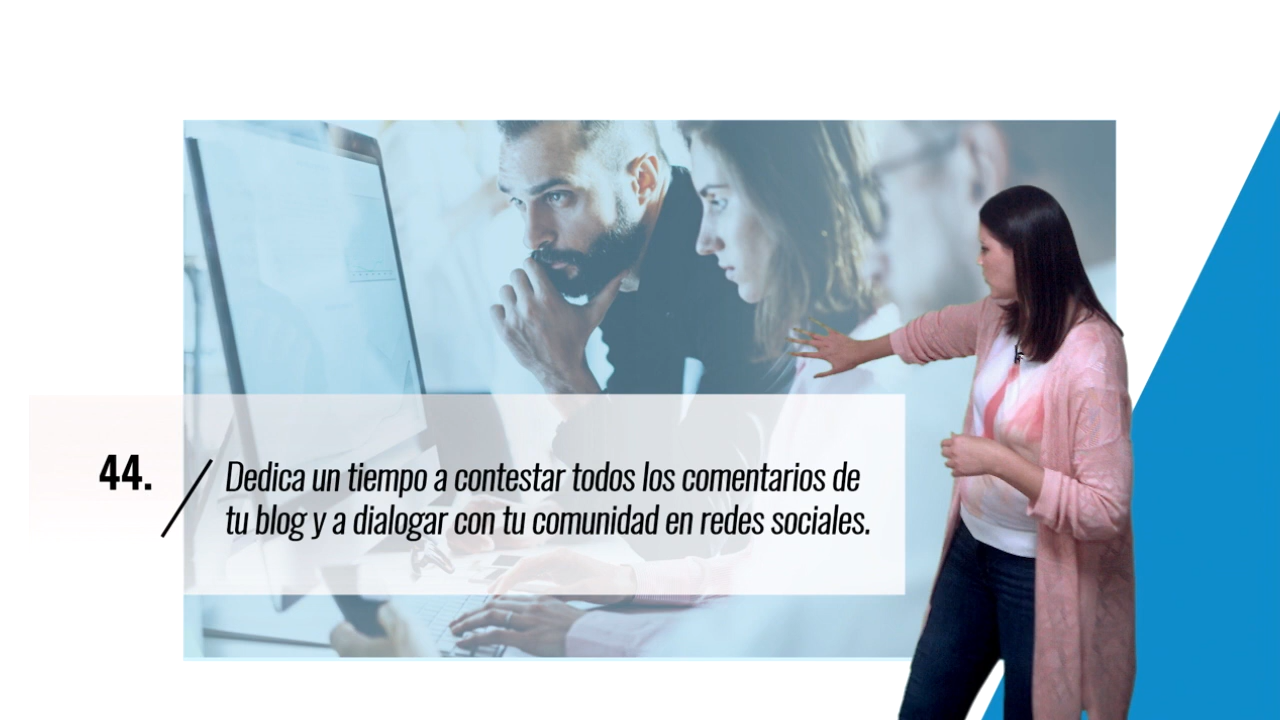 44.
Dedica un tiempo a contestar todos los comentarios de
tu blog y a dialogar con tu comunidad en redes sociales.